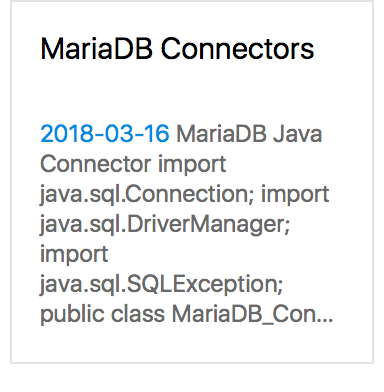 MariaDB Connectors
2018-03-16 MariaDB Java
Connector import
java.sql.Connection; import
java.sql.DriverManager;
import
java.sql.SQLException;
public class MariaDB_Con...